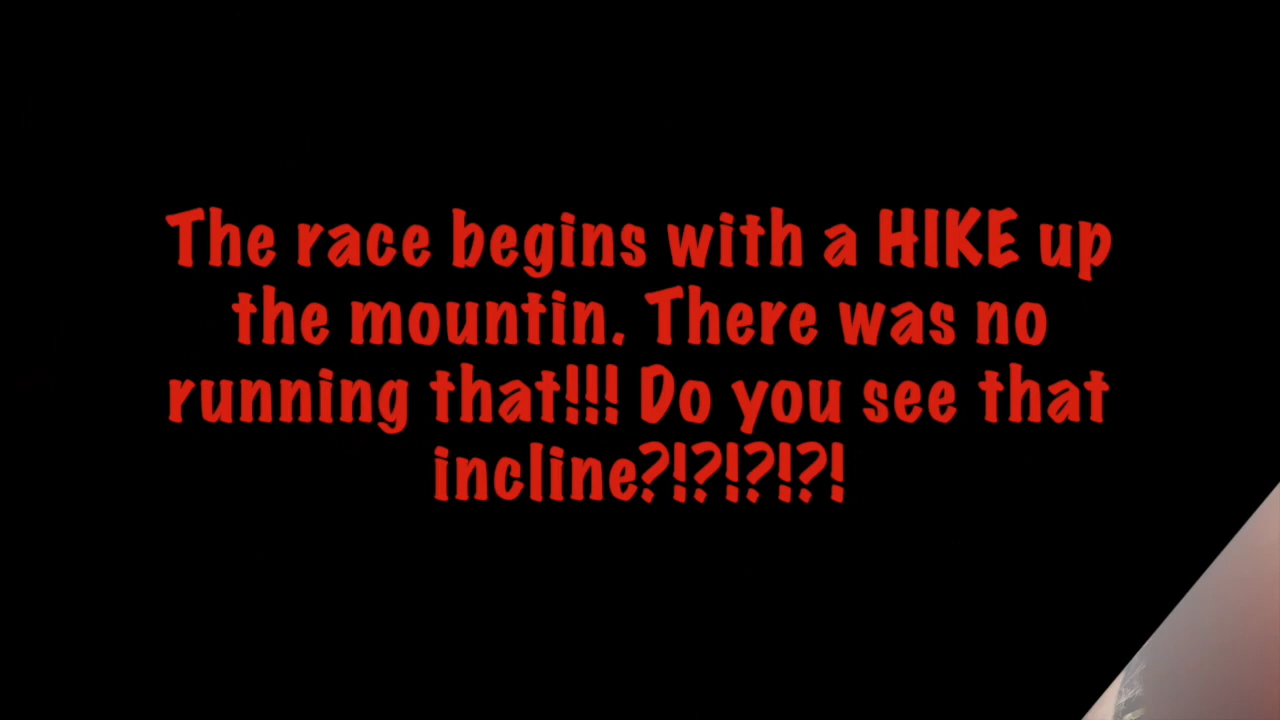 The race begins with a HIKE up
the mountin. There was no
running that!!! Do you see that
incline?!?!?!?!